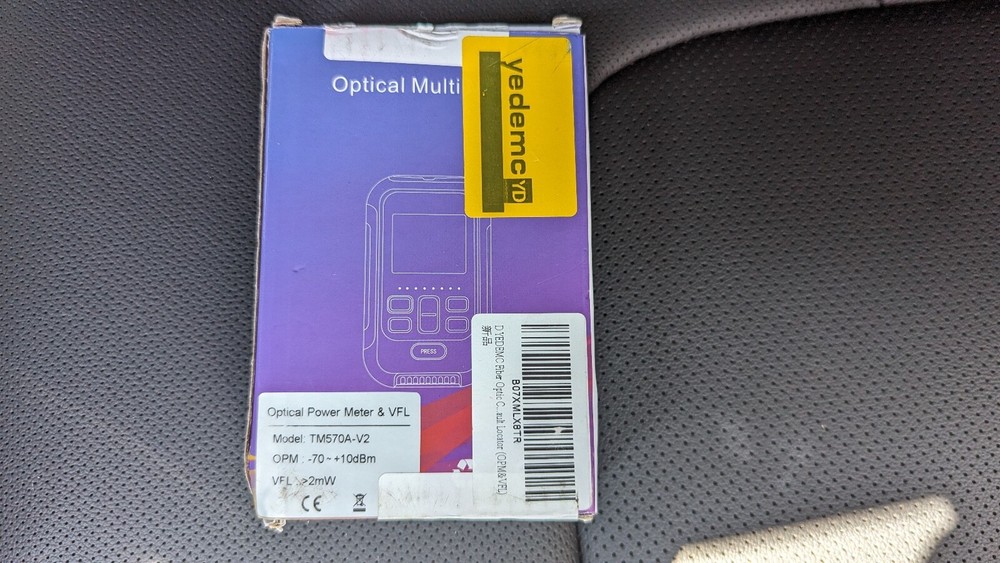 Optical Multi
yedemc
YD
PRESS
Optical Power Meter & VFL
Model: TM570A-V2
OPM : -70 ~ +10dBm
VFL : >2mW
CE
B07XMLX8TR
D YEDEMC Fiber Optic C...ault Locator (OPM&VFL)
新品